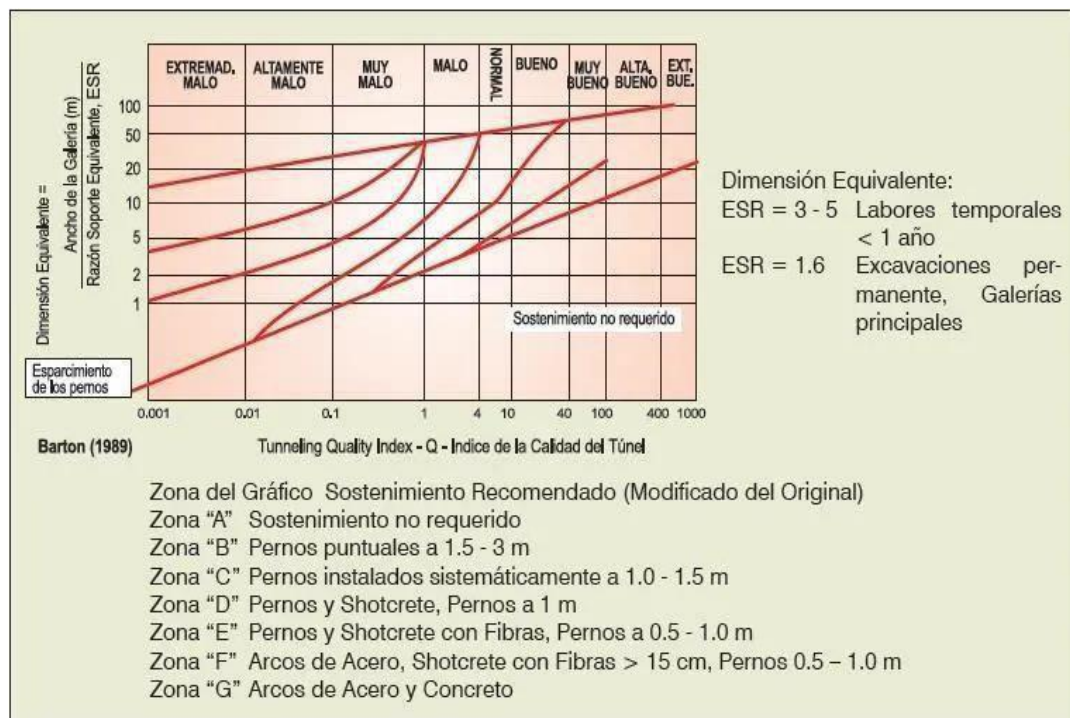 EXTREMAD. MALO
ALTAMENTE MALO
MUY MALO
MALO
NORMAL
BUENO
MUY BUENO
ALTA. BUENO
EXT. BUE.
Dimensión Equivalente =
Ancho de la Galería (m)
Razón Soporte Equivalente, ESR
100
50
20
10
5
2
1
Sostenimiento no requerido
Esparcimiento
de los pernos
0.001 0.01 0.1 1 4 10 40 100 400 1000
Barton (1989)
Tunneling Quality Index - Q - Indice de la Calidad del Túnel
Dimensión Equivalente:
ESR = 3 - 5 Labores temporales
< 1 año
ESR = 1.6 Excavaciones per-
manente, Galerías
principales
Zona del Gráfico Sostenimiento Recomendado (Modificado del Original)
Zona “A” Sostenimiento no requerido
Zona “B” Pernos puntuales a 1.5 - 3 m
Zona “C” Pernos instalados sistemáticamente a 1.0 - 1.5 m
Zona “D” Pernos y Shotcrete, Pernos a 1 m
Zona “E” Pernos y Shotcrete con Fibras, Pernos a 0.5 - 1.0 m
Zona “F” Arcos de Acero, Shotcrete con Fibras > 15 cm, Pernos 0.5 – 1.0 m
Zona “G” Arcos de Acero y Concreto